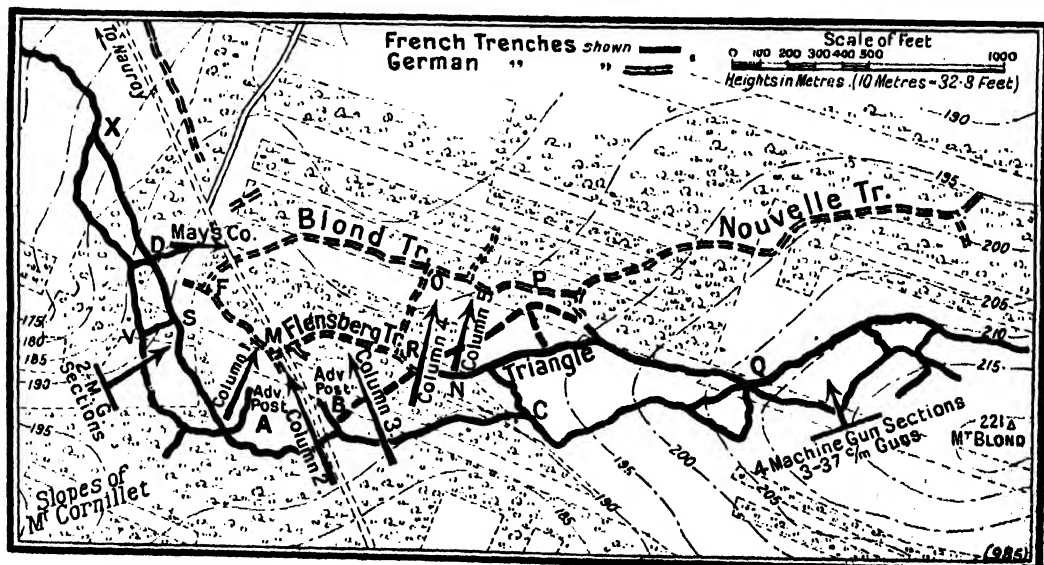 French Trenches shown "
German " " "
Scale of Feet
0 100 200 300 400 500 1000
Heights in Metres. (10 Metres = 32·8 Feet)
To Nauroy
X
190
195
Nouvelle Tr.
200
Blond Tr.
May's Co.
D
F
O
E
P
206
210
215
175
180
185
190
195
V
S
M
Flensberg Tr.
R
Column 4
Column 5
N
Triangle
2-M.G.
Sections
Column 1
Adv.
Post
A
Column 2
Adv.
Post
B
Column 3
C
Q
4 Machine Gun Sections
3-37 c/m Guns
221
Mt BLOND
Slopes of
Mt Cornillet
185
190
195
200
205
(985)